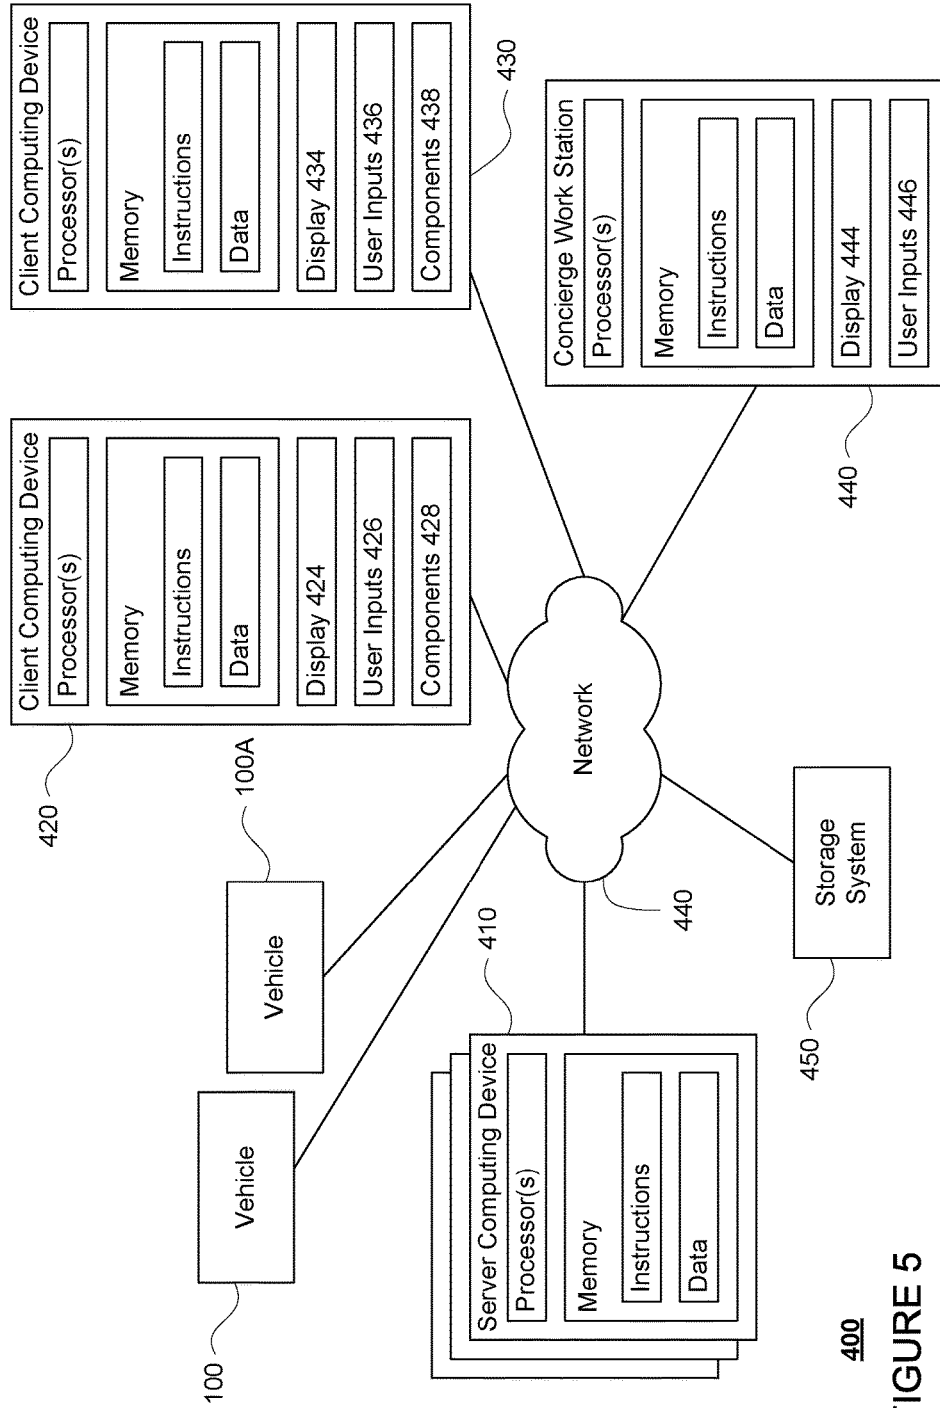 Vehicle
100
Vehicle
100A
Client Computing Device
Processor(s)
Memory
Instructions
Data
Display 424
User Inputs 426
Components 428
420
Client Computing Device
Processor(s)
Memory
Instructions
Data
Display 434
User Inputs 436
Components 438
430
Server Computing Device
Processor(s)
Memory
Instructions
Data
410
Network
440
Concierge Work Station
Processor(s)
Memory
Instructions
Data
Display 444
User Inputs 446
440
Storage
System
450
400
IGURE 5